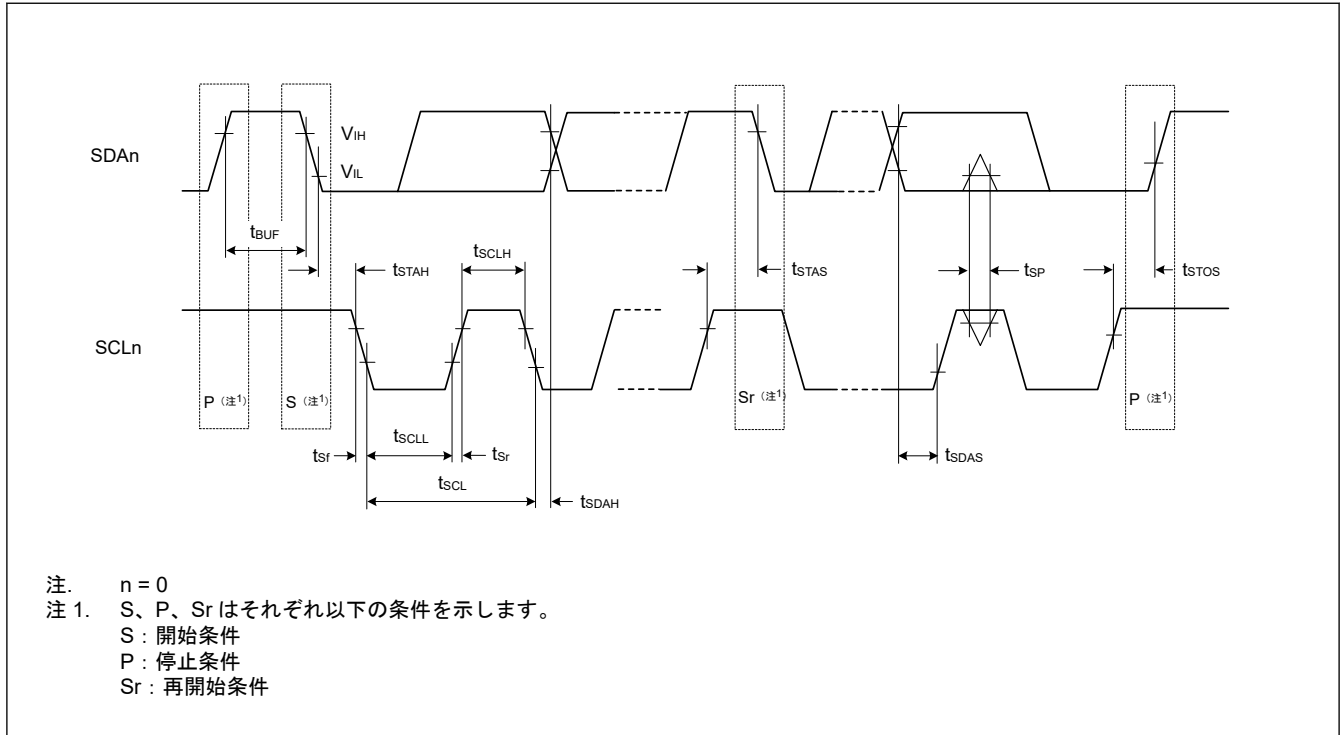 SDAn
VIH
VIL
tBUF
tSTAH
tSCLH
tSTAS
tSP
tSTOS
SCLn
P（注1）
S（注1）
Sr（注1）
P（注1）
tSf
tSCLL
tSr
tSCL
tSDAH
tSDAS
注. n = 0
注 1. S、P、Sr はそれぞれ以下の条件を示します。
S：開始条件
P：停止条件
Sr：再開始条件